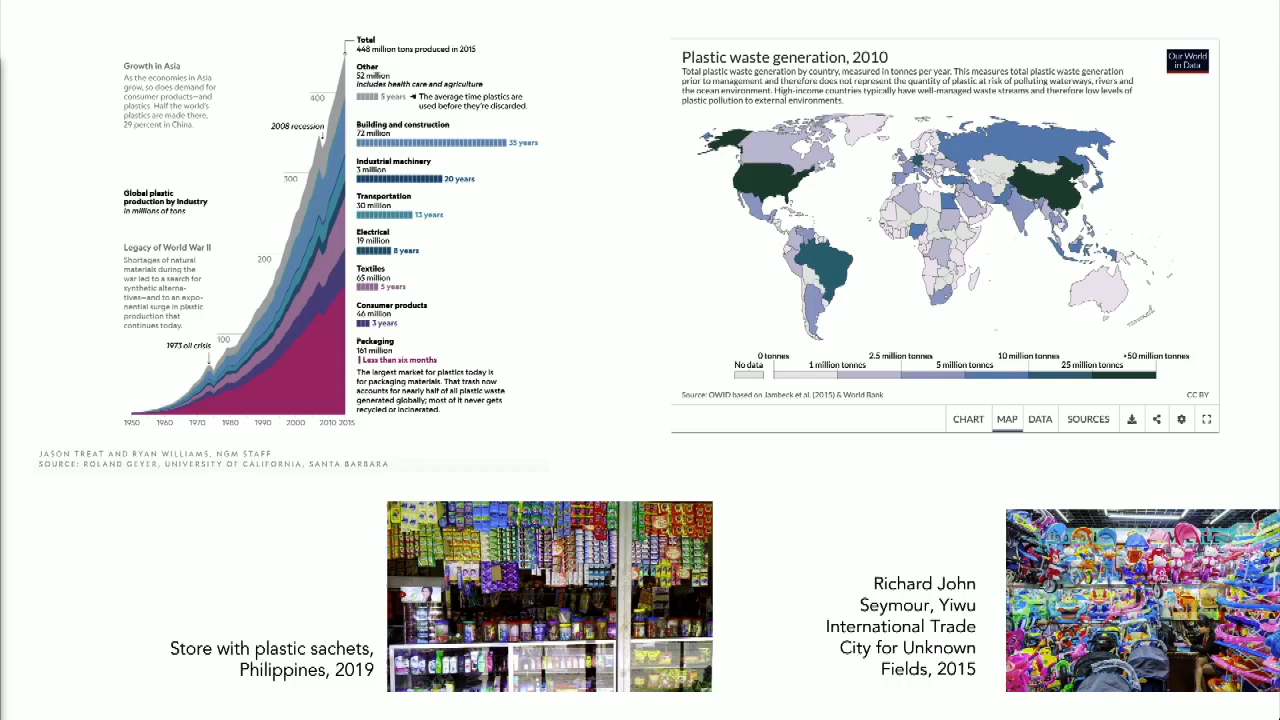 Total
448 million tons produced in 2015
Growth in Asia
As the economies in Asia
grow, so does demand for
consumer products—and
plastics. Half the world's
plastics are made there,
29 percent in China.
400
2008 recession
300
Global plastic
production by industry
in millions of tons
Legacy of World War II
Shortages of natural
materials during the
war led to a search for
synthetic alterna-
tives—and to an expo-
nential surge in plastic
production that
continues today.
200
1973 oil crisis
100
1950 1960 1970 1980 1990 2000 2010 2015
Other
52 million
includes health care and agriculture
5 years ◄ The average time plastics are
used before they're discarded.
Building and construction
72 million
35 years
Industrial machinery
3 million
20 years
Transportation
30 million
13 years
Electrical
19 million
8 years
Textiles
65 million
5 years
Consumer products
46 million
3 years
Packaging
161 million
Less than six months
The largest market for plastics today is
for packaging materials. That trash now
accounts for nearly half of all plastic waste
generated globally; most of it never gets
recycled or incinerated.
JASON TREAT AND RYAN WILLIAMS, NGM STAFF
SOURCE: ROLAND GEYER, UNIVERSITY OF CALIFORNIA, SANTA BARBARA
Plastic waste generation, 2010
Our World
in Data
Total plastic waste generation by country, measured in tonnes per year. This measures total plastic waste generation
prior to management and therefore does not represent the quantity of plastic at risk of polluting waterways, rivers and
the ocean environment. High-income countries typically have well-managed waste streams and therefore low levels of
plastic pollution to external environments.
0 tonnes 2.5 million tonnes 10 million tonnes >50 million tonnes
No data 1 million tonnes 5 million tonnes 25 million tonnes
Source: OWID based on Jambeck et al. (2015) & World Bank CC BY
CHART MAP DATA SOURCES
Store with plastic sachets,
Philippines, 2019
Richard John
Seymour, Yiwu
International Trade
City for Unknown
Fields, 2015